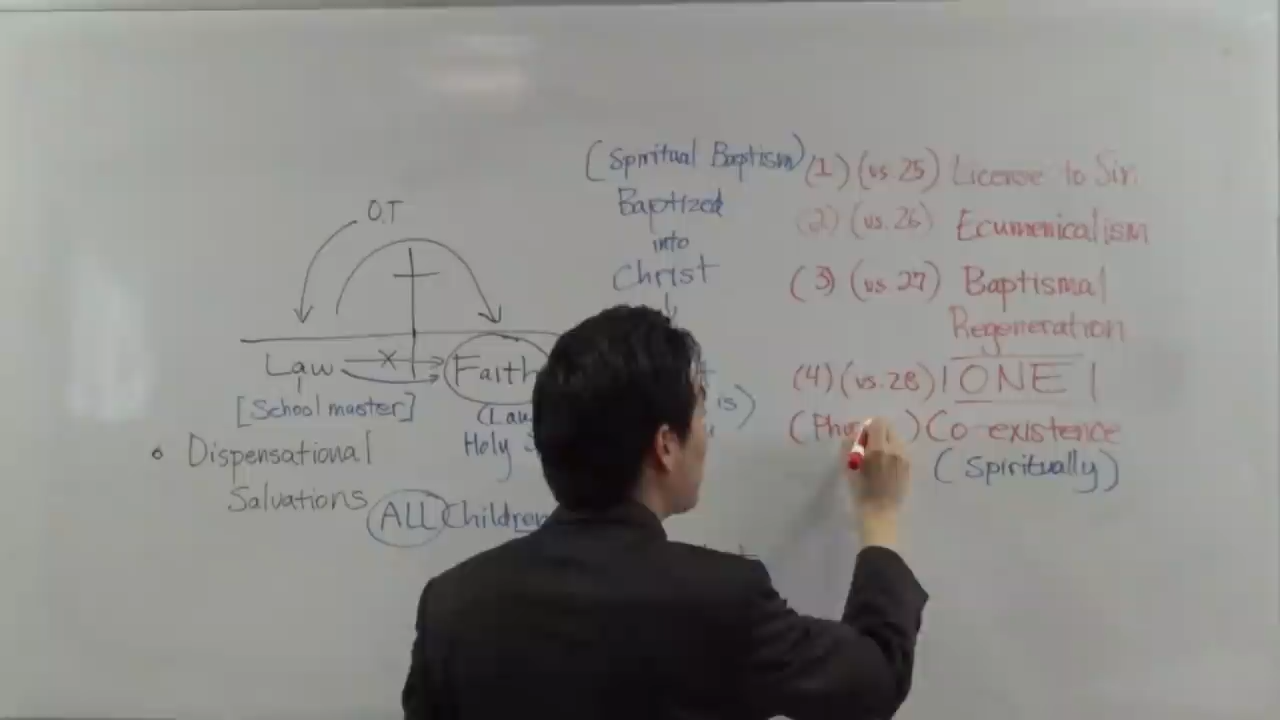 O.T
Law
Faith
[School master]
Holy
Dispensational
Salvations
ALL Children
(Spiritual Baptism)
Baptized
into
Christ
is)
(1) (vs. 25) License to Sin
(2) (vs. 26) Ecumenicalism
(3) (vs. 27) Baptismal
Regeneration
(4) (vs. 28) ONE
Co-existence
(Spiritually)